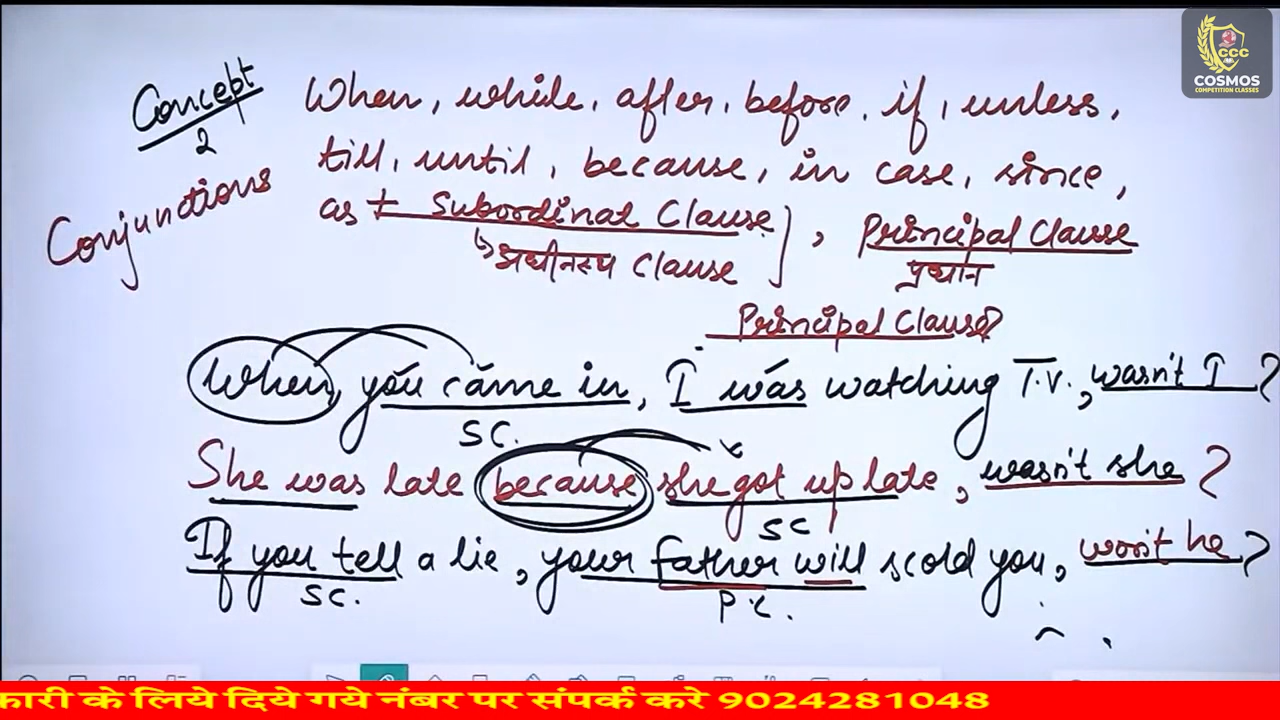 CCC
COSMOS
COMPETITION CLASSES
Concept
2
Conjunctions
When, while, after, before, if, unless,
till, until, because, in case, since,
as + Subordinal Clause], Principal Clause
↳ अधीनस्थ Clause
प्रधान
Principal Clause?
When, you came in, I was watching T.V., wasn't I?
SC.
She was late because she got up late, wasn't she?
SC
If you tell a lie, your father will scold you, won't he?
SC. P.C.
कारी के लिये दिये गये नंबर पर संपर्क करे 9024281048